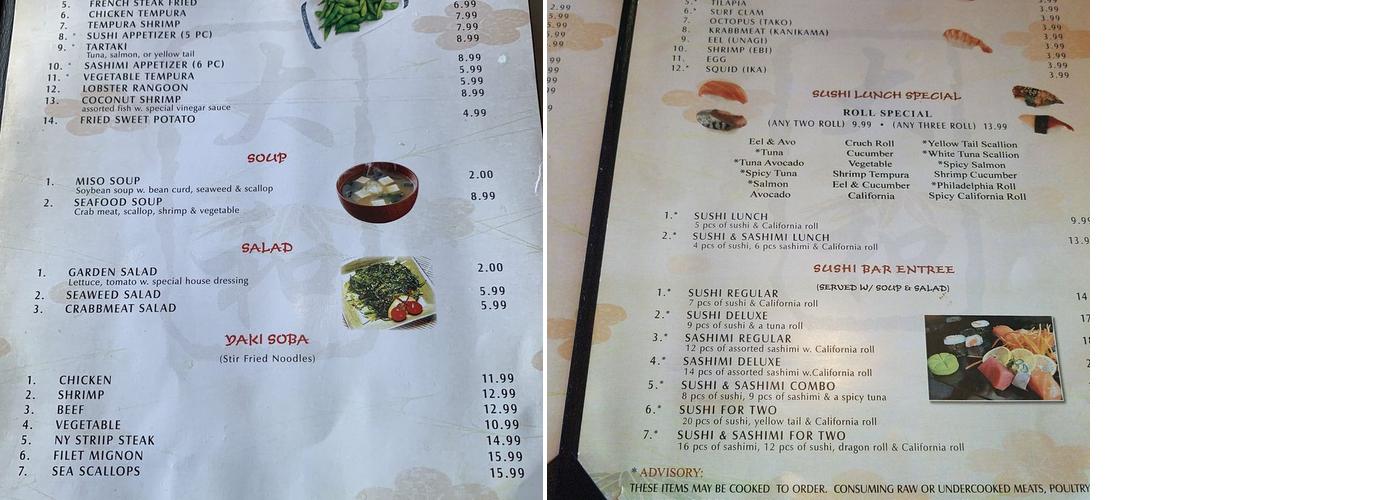 5. FRENCH STEAK FRIED 6.99
6. CHICKEN TEMPURA 7.99
7. TEMPURA SHRIMP 7.99
8. * SUSHI APPETIZER (5 PC) 8.99
9. * TARTAKI
Tuna, salmon, or yellow tail 8.99
10. * SASHIMI APPETIZER (6 PC) 5.99
11. * VEGETABLE TEMPURA 5.99
12. LOBSTER RANGOON 8.99
13. COCONUT SHRIMP
assorted fish w. special vinegar sauce
14. FRIED SWEET POTATO 4.99
SOUP
1. MISO SOUP 2.00
Soybean soup w. bean curd, seaweed & scallop
2. SEAFOOD SOUP 8.99
Crab meat, scallop, shrimp & vegetable
SALAD
1. GARDEN SALAD 2.00
Lettuce, tomato w. special house dressing
2. SEAWEED SALAD 5.99
3. CRABBMEAT SALAD 5.99
YAKI SOBA
(Stir Fried Noodles)
1. CHICKEN 11.99
2. SHRIMP 12.99
3. BEEF 12.99
4. VEGETABLE 10.99
5. NY STRIIP STEAK 14.99
6. FILET MIGNON 15.99
7. SEA SCALLOPS 15.99
5.* TILAPIA 3.99
6.* SURF CLAM 3.99
7. OCTOPUS (TAKO) 3.99
8. KRABBMEAT (KANIKAMA) 3.99
9. EEL (UNAGI) 3.99
10. SHRIMP (EBI) 3.99
11. EGG 3.99
12.* SQUID (IKA) 3.99
SUSHI LUNCH SPECIAL
ROLL SPECIAL
(ANY TWO ROLL) 9.99 • (ANY THREE ROLL) 13.99
Eel & Avo Cruch Roll *Yellow Tail Scallion
*Tuna Cucumber *White Tuna Scallion
*Tuna Avocado Vegetable *Spicy Salmon
*Spicy Tuna Shrimp Tempura Shrimp Cucumber
*Salmon Eel & Cucumber *Philadelphia Roll
Avocado California Spicy California Roll
1.* SUSHI LUNCH 9.99
5 pcs of sushi & California roll
2.* SUSHI & SASHIMI LUNCH 13.9
4 pcs of sushi, 6 pcs sashimi & California roll
SUSHI BAR ENTREE
(SERVED W/ SOUP & SALAD)
1.* SUSHI REGULAR 14
7 pcs of sushi & California roll
2.* SUSHI DELUXE 17
9 pcs of sushi & a tuna roll
3.* SASHIMI REGULAR
12 pcs of assorted sashimi w. California roll
4.* SASHIMI DELUXE
14 pcs of assorted sashimi w.California roll
5.* SUSHI & SASHIMI COMBO
8 pcs of sushi, 9 pcs of sashimi & a spicy tuna
6.* SUSHI FOR TWO
20 pcs of sushi, yellow tail & California roll
7.* SUSHI & SASHIMI FOR TWO
16 pcs of sashimi, 12 pcs of sushi, dragon roll & California roll
* ADVISORY:
THESE ITEMS MAY BE COOKED TO ORDER. CONSUMING RAW OR UNDERCOOKED MEATS, POULTRY